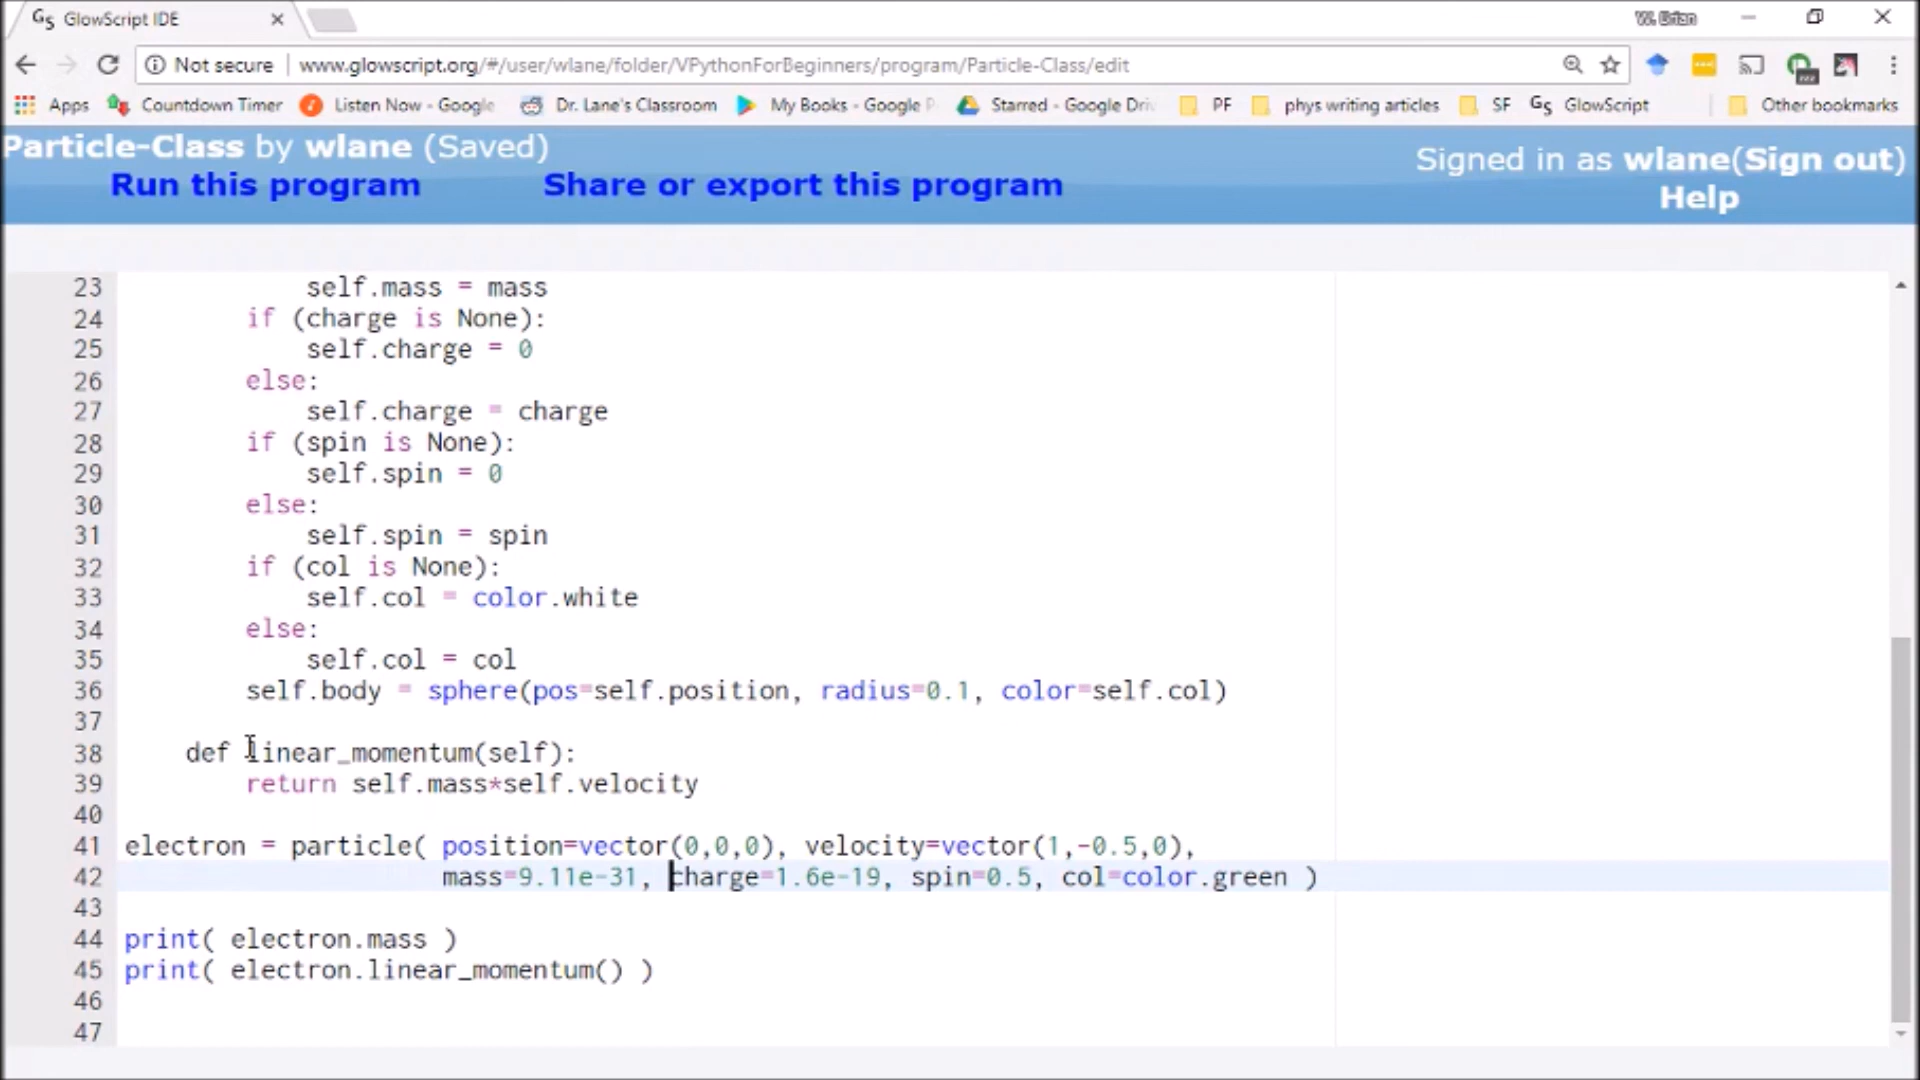 GlowScript IDE
W. Brian
Not secure | www.glowscript.org/#/user/wlane/folder/VPythonForBeginners/program/Particle-Class/edit
Apps Countdown Timer Listen Now - Google Dr. Lane's Classroom My Books - Google P Starred - Google Driv PF phys writing articles SF GlowScript Other bookmarks
Particle-Class by wlane (Saved)
Signed in as wlane(Sign out)
Run this program Share or export this program
Help
23 self.mass = mass
24 if (charge is None):
25 self.charge = 0
26 else:
27 self.charge = charge
28 if (spin is None):
29 self.spin = 0
30 else:
31 self.spin = spin
32 if (col is None):
33 self.col = color.white
34 else:
35 self.col = col
36 self.body = sphere(pos=self.position, radius=0.1, color=self.col)
37
38 def linear_momentum(self):
39 return self.mass*self.velocity
40
41 electron = particle( position=vector(0,0,0), velocity=vector(1,-0.5,0),
42 mass=9.11e-31, charge=1.6e-19, spin=0.5, col=color.green )
43
44 print( electron.mass )
45 print( electron.linear_momentum() )
46
47